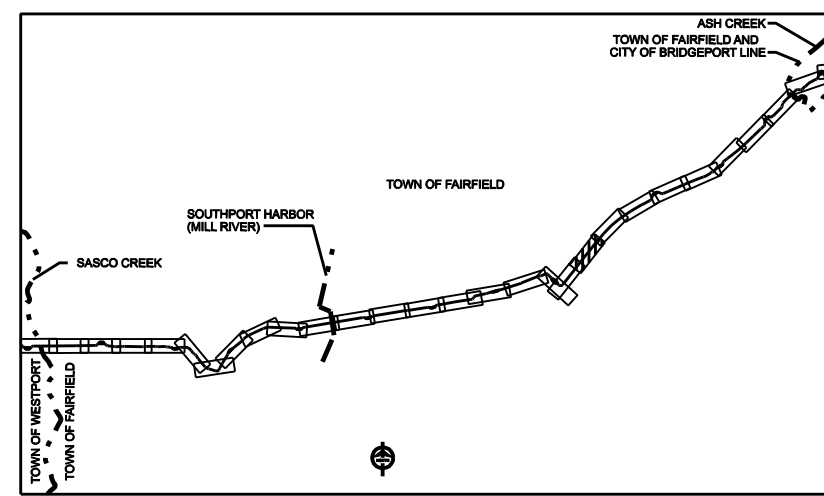 ASH CREEK
TOWN OF FAIRFIELD AND
CITY OF BRIDGEPORT LINE
TOWN OF FAIRFIELD
SOUTHPORT HARBOR
(MILL RIVER)
SASCO CREEK
TOWN OF WESTPORT
TOWN OF FAIRFIELD